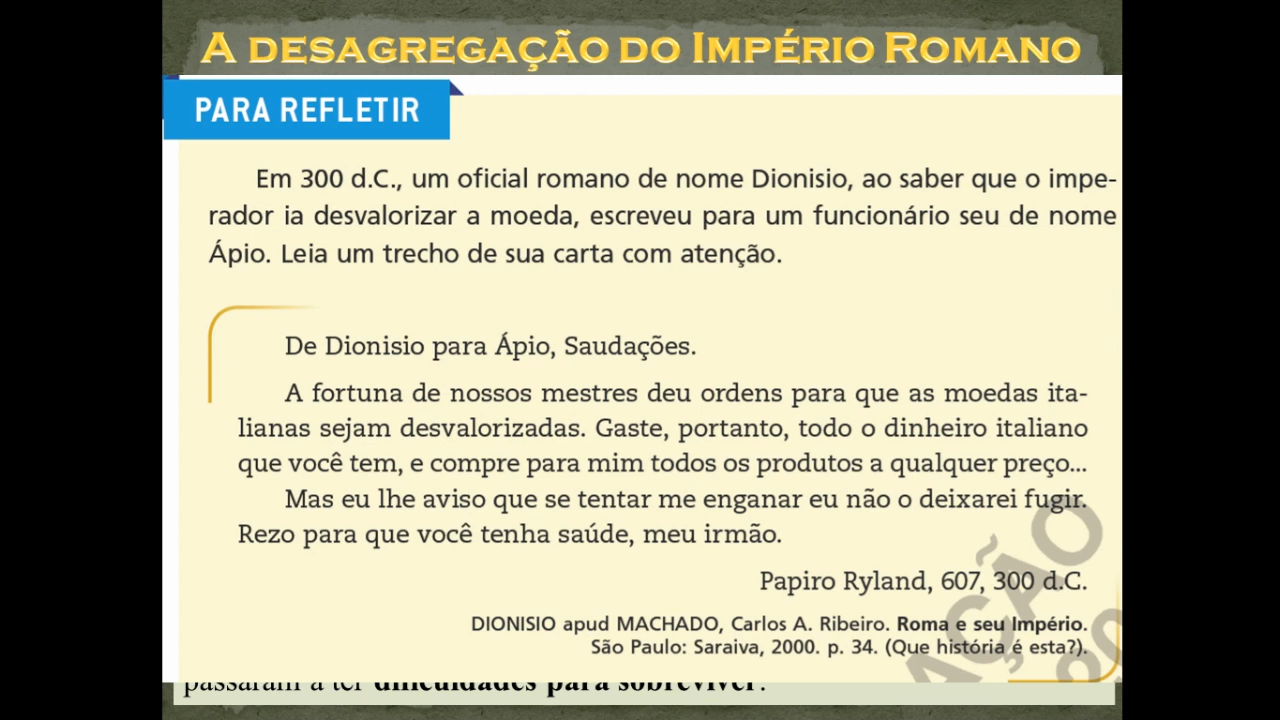 A DESAGREGAÇÃO DO IMPÉRIO ROMANO
PARA REFLETIR
Em 300 d.C., um oficial romano de nome Dionisio, ao saber que o impe-
rador ia desvalorizar a moeda, escreveu para um funcionário seu de nome
Ápio. Leia um trecho de sua carta com atenção.
De Dionisio para Ápio, Saudações.
A fortuna de nossos mestres deu ordens para que as moedas ita-
lianas sejam desvalorizadas. Gaste, portanto, todo o dinheiro italiano
que você tem, e compre para mim todos os produtos a qualquer preço...
Mas eu lhe aviso que se tentar me enganar eu não o deixarei fugir.
Rezo para que você tenha saúde, meu irmão.
Papiro Ryland, 607, 300 d.C.
DIONISIO apud MACHADO, Carlos A. Ribeiro. Roma e seu Império.
São Paulo: Saraiva, 2000. p. 34. (Que história é esta?).
AÇÃO
passaram a ter dificuldades para sobreviver.